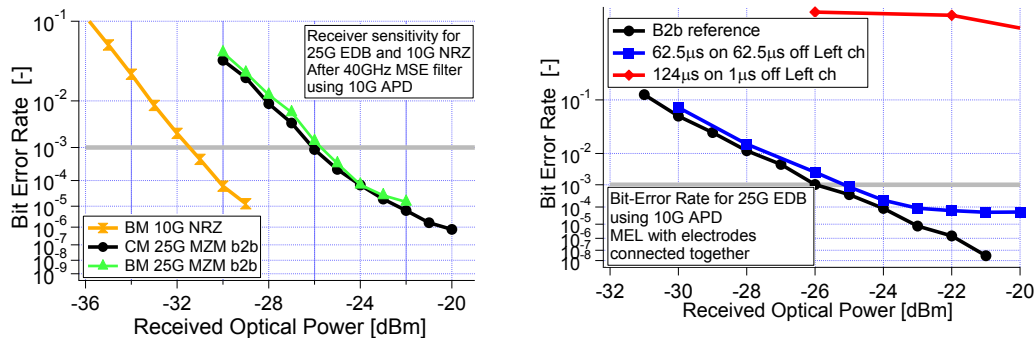 Bit Error Rate [-]
10⁻¹
10⁻²
10⁻³
10⁻⁴
10⁻⁵
10⁻⁶
10⁻⁷
10⁻⁸
10⁻⁹
Receiver sensitivity for
25G EDB and 10G NRZ
After 40GHz MSE filter
using 10G APD
BM 10G NRZ
CM 25G MZM b2b
BM 25G MZM b2b
-36 -32 -28 -24 -20
Received Optical Power [dBm]
Bit Error Rate [-]
B2b reference
62.5µs on 62.5µs off Left ch
124µs on 1µs off Left ch
10⁻¹
10⁻²
10⁻³
10⁻⁴
10⁻⁵
10⁻⁶
10⁻⁷
10⁻⁸
Bit-Error Rate for 25G EDB
using 10G APD
MEL with electrodes
connected together
-32 -30 -28 -26 -24 -22 -20
Received Optical Power [dBm]